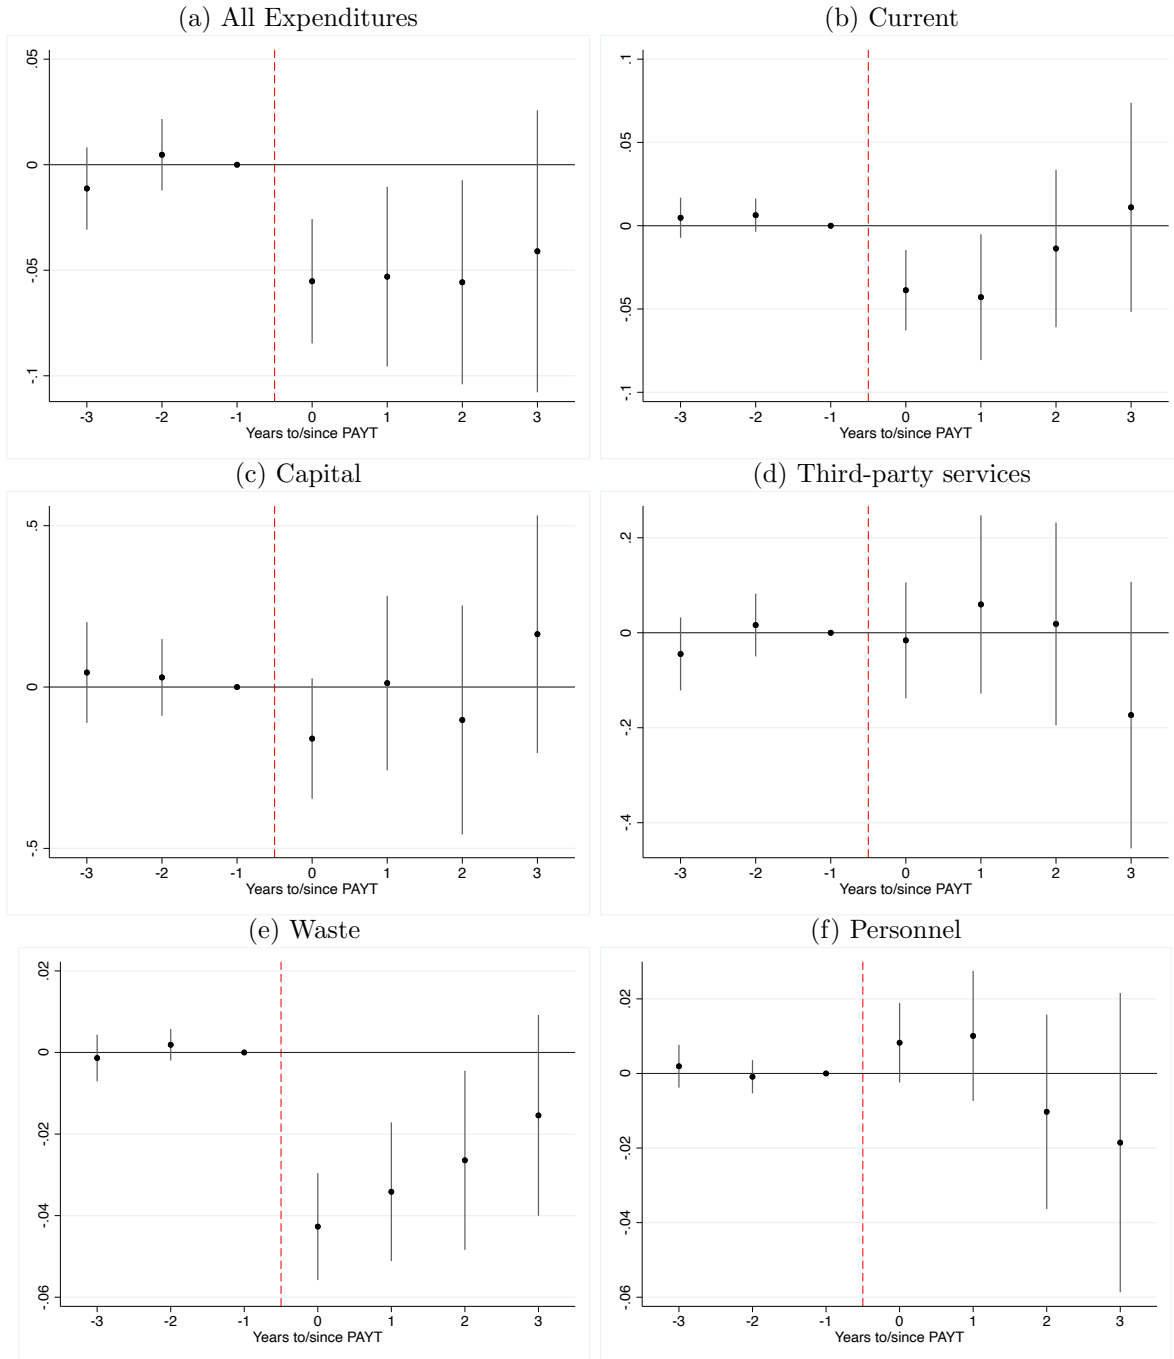 (a) All Expenditures
.05
0
-.05
-.1
-3 -2 -1 0 1 2 3
Years to/since PAYT
(b) Current
.1
.05
0
-.05
-.1
-3 -2 -1 0 1 2 3
Years to/since PAYT
(c) Capital
.5
0
-.5
-3 -2 -1 0 1 2 3
Years to/since PAYT
(d) Third-party services
.2
0
-.2
-.4
-3 -2 -1 0 1 2 3
Years to/since PAYT
(e) Waste
.02
0
-.02
-.04
-.06
-3 -2 -1 0 1 2 3
Years to/since PAYT
(f) Personnel
.02
0
-.02
-.04
-.06
-3 -2 -1 0 1 2 3
Years to/since PAYT